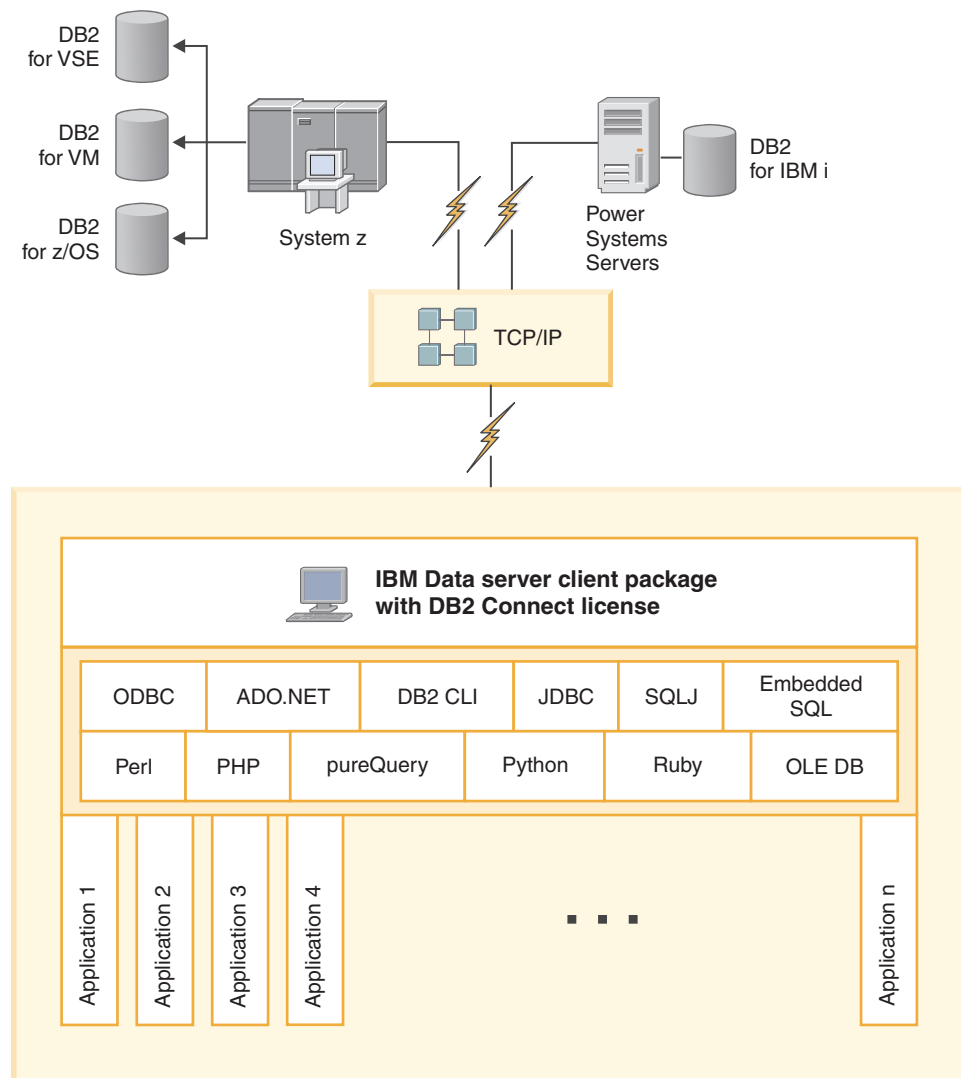 DB2
for VSE
DB2
for VM
DB2
for z/OS
System z
Power
Systems
Servers
DB2
for IBM i
TCP/IP
IBM Data server client package
with DB2 Connect license
ODBC
ADO.NET
DB2 CLI
JDBC
SQLJ
Embedded
SQL
Perl
PHP
pureQuery
Python
Ruby
OLE DB
Application 1
Application 2
Application 3
Application 4
. . .
Application n